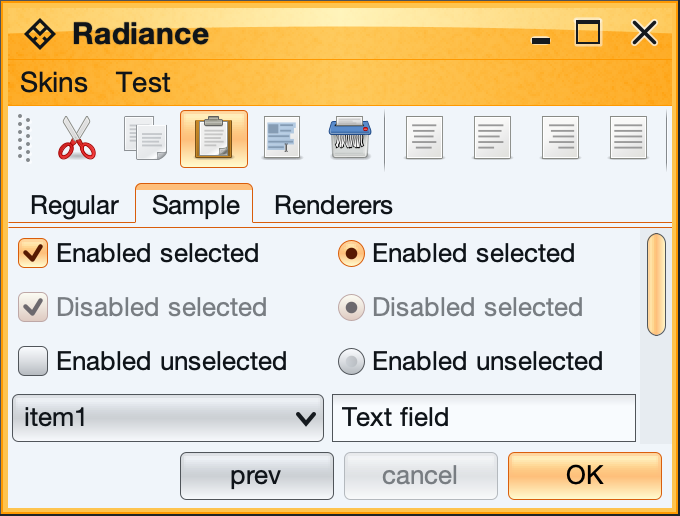 Radiance
Skins Test
Regular Sample Renderers
Enabled selected Enabled selected
Disabled selected Disabled selected
Enabled unselected Enabled unselected
item1 Text field
prev cancel OK